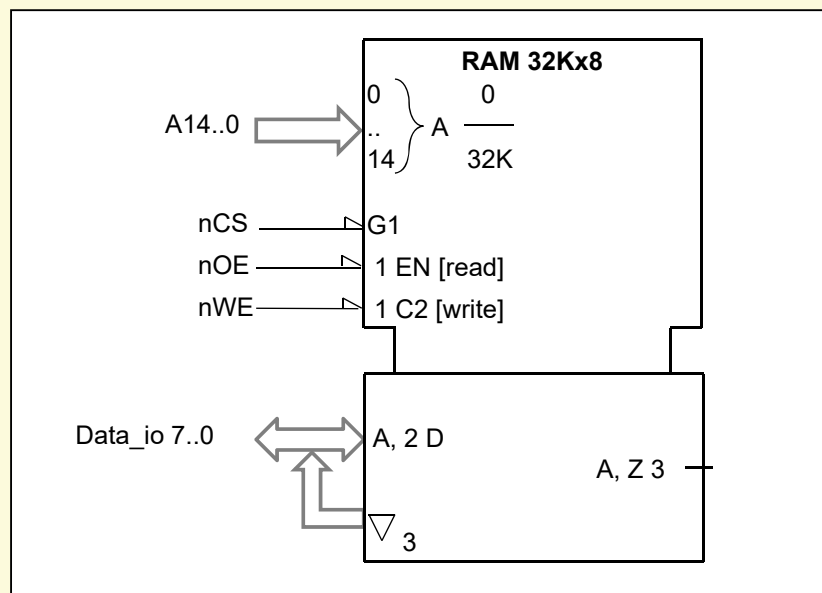 RAM 32Kx8
A14..0
0
..
14
A
0
32K
nCS
G1
nOE
1 EN [read]
nWE
1 C2 [write]
Data_io 7..0
A, 2 D
A, Z 3
3